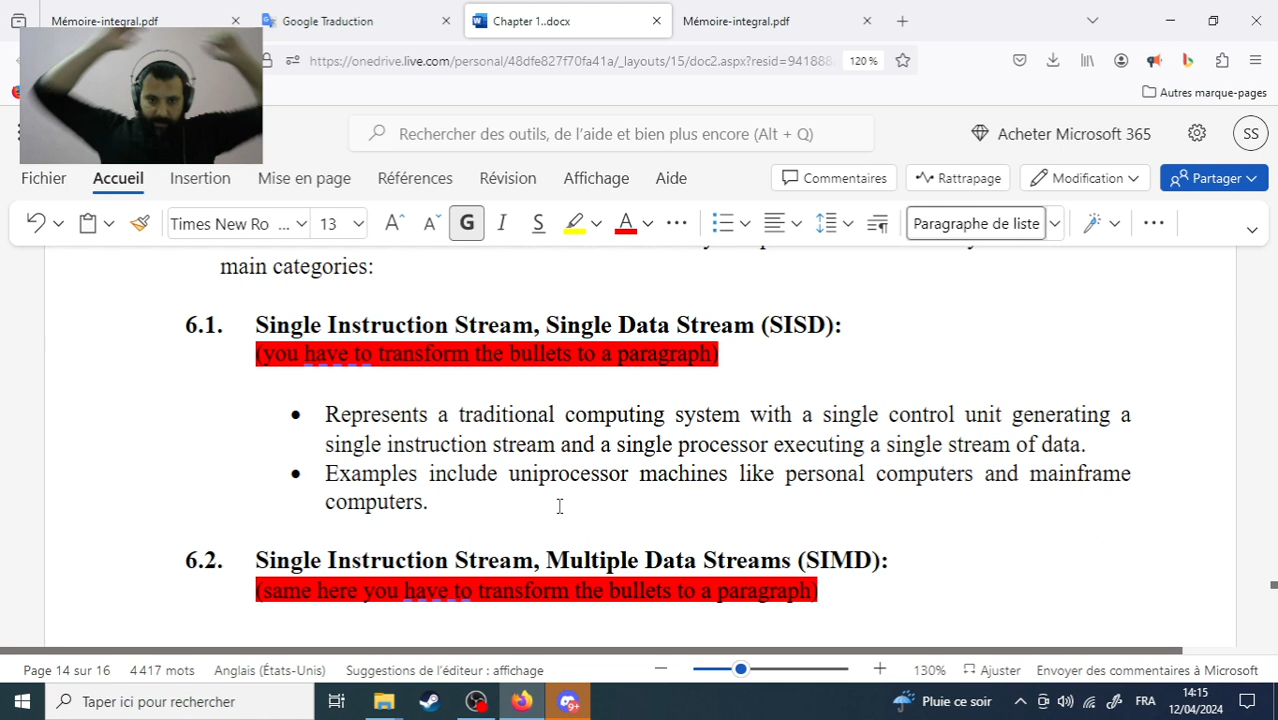 Mémoire-integral.pdf
Google Traduction
Chapter 1..docx
Mémoire-integral.pdf
https://onedrive.live.com/personal/48dfe827f70fa41a/_layouts/15/doc2.aspx?resid=941888
120 %
Autres marque-pages
Rechercher des outils, de l'aide et bien plus encore (Alt + Q)
Acheter Microsoft 365
SS
Fichier Accueil Insertion Mise en page Références Révision Affichage Aide
Commentaires Rattrapage Modification Partager
Times New Ro ... 13 A A G I S A Paragraphe de liste
main categories:
6.1. Single Instruction Stream, Single Data Stream (SISD):
(you have to transform the bullets to a paragraph)
• Represents a traditional computing system with a single control unit generating a
single instruction stream and a single processor executing a single stream of data.
• Examples include uniprocessor machines like personal computers and mainframe
computers.
6.2. Single Instruction Stream, Multiple Data Streams (SIMD):
(same here you have to transform the bullets to a paragraph)
Page 14 sur 16 4 417 mots Anglais (États-Unis) Suggestions de l'éditeur : affichage
130% Ajuster Envoyer des commentaires à Microsoft
Taper ici pour rechercher
9+
Pluie ce soir
FRA
14:15
12/04/2024